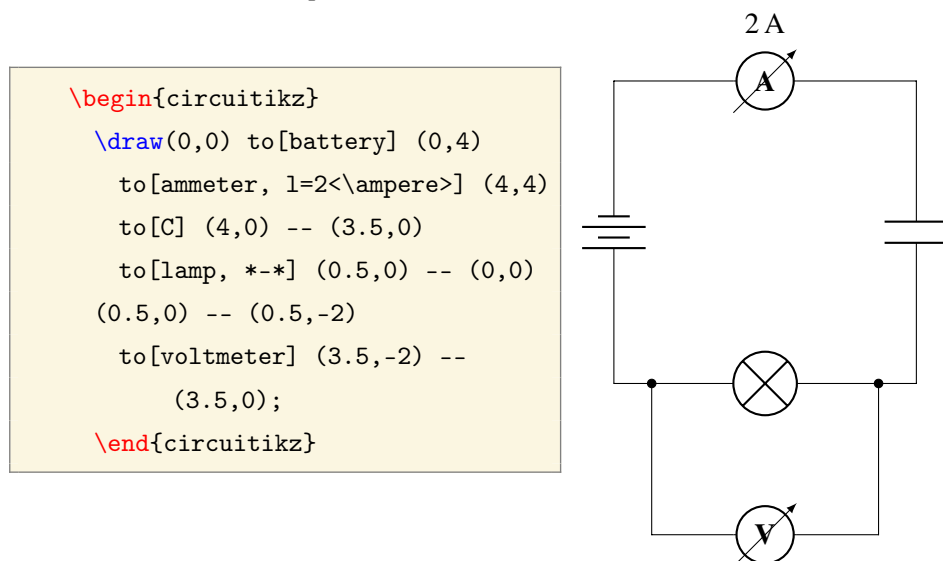 \begin{circuitikz}
\draw(0,0) to[battery] (0,4)
to[ammeter, l=2<\ampere>] (4,4)
to[C] (4,0) -- (3.5,0)
to[lamp, *-*] (0.5,0) -- (0,0)
(0.5,0) -- (0.5,-2)
to[voltmeter] (3.5,-2) --
(3.5,0);
\end{circuitikz}
2 A
A
V